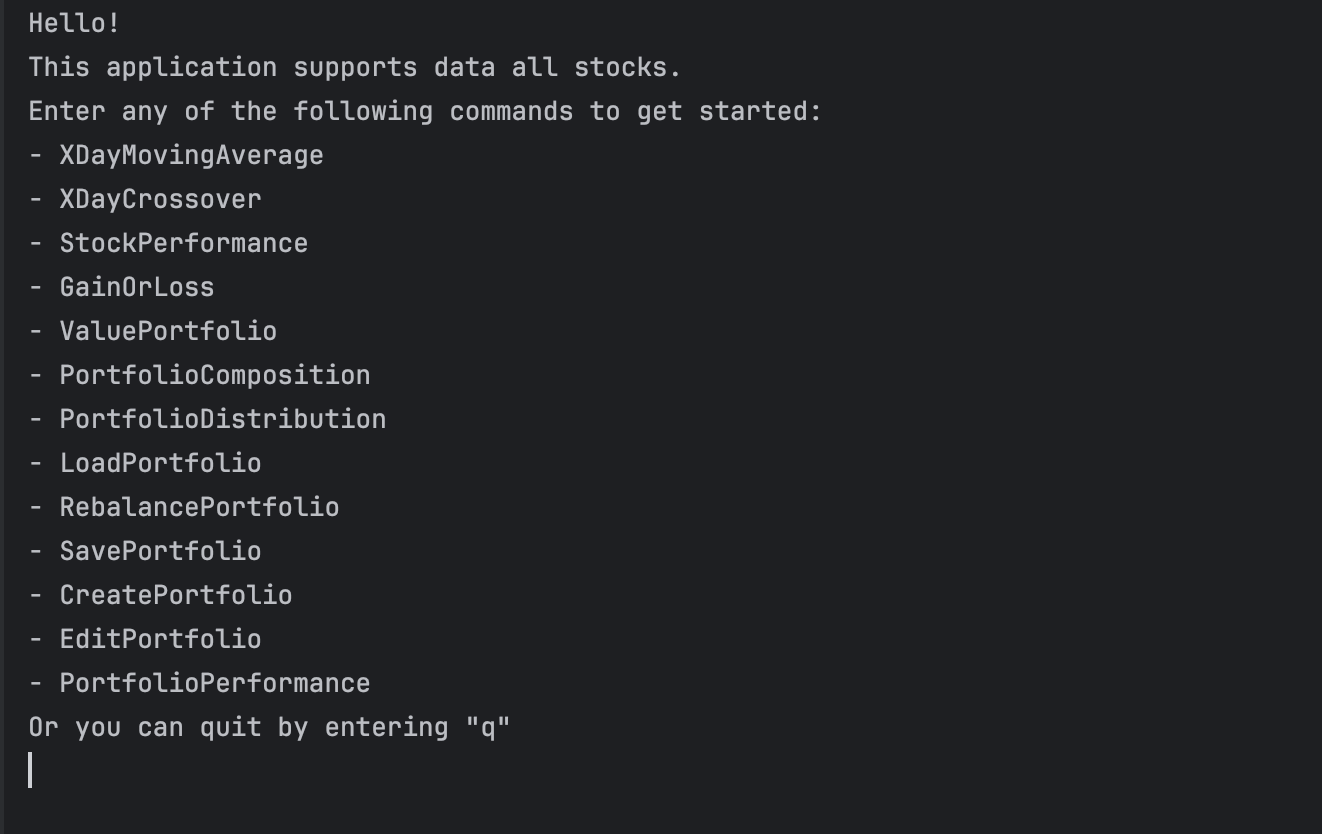 Hello!
This application supports data all stocks.
Enter any of the following commands to get started:
- XDayMovingAverage
- XDayCrossover
- StockPerformance
- GainOrLoss
- ValuePortfolio
- PortfolioComposition
- PortfolioDistribution
- LoadPortfolio
- RebalancePortfolio
- SavePortfolio
- CreatePortfolio
- EditPortfolio
- PortfolioPerformance
Or you can quit by entering "q"